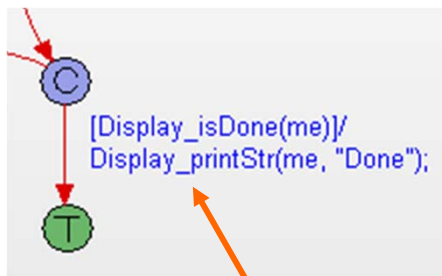 C
[Display_isDone(me)]/
Display_printStr(me, "Done");
T